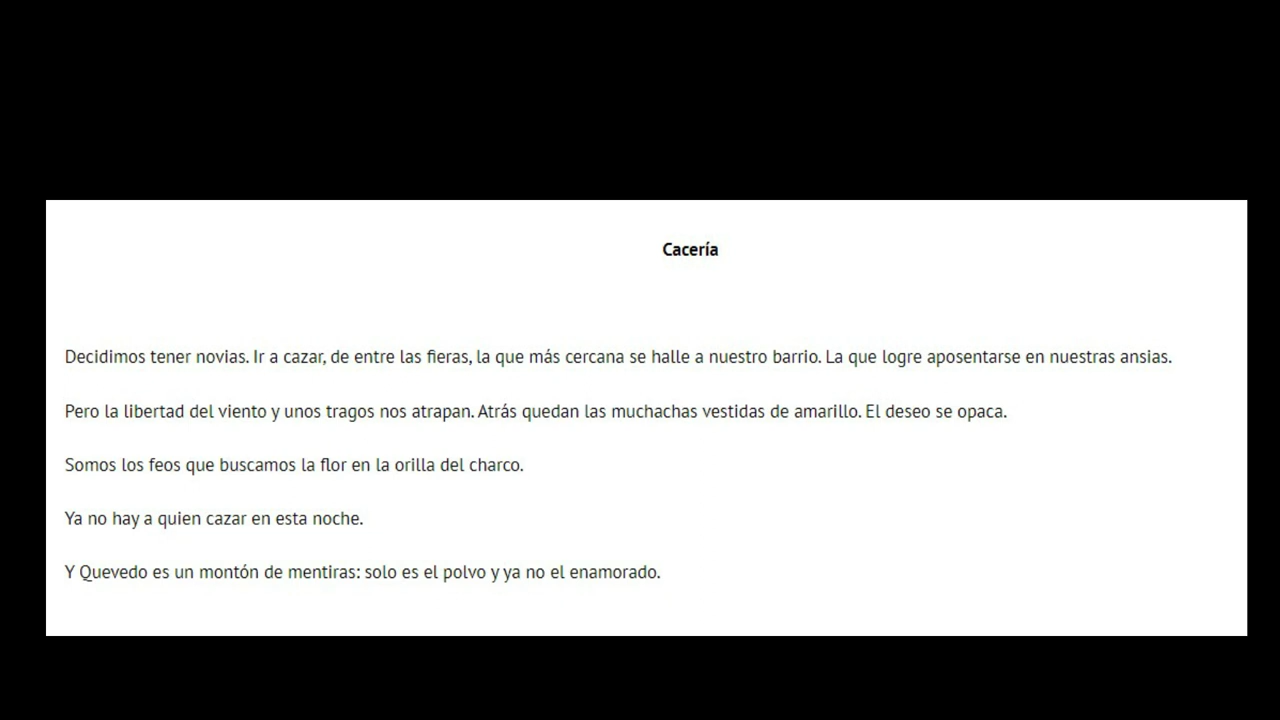 Cacería
Decidimos tener novias. Ir a cazar, de entre las fieras, la que más cercana se halle a nuestro barrio. La que logre aposentarse en nuestras ansias.
Pero la libertad del viento y unos tragos nos atrapan. Atrás quedan las muchachas vestidas de amarillo. El deseo se opaca.
Somos los feos que buscamos la flor en la orilla del charco.
Ya no hay a quien cazar en esta noche.
Y Quevedo es un montón de mentiras: solo es el polvo y ya no el enamorado.